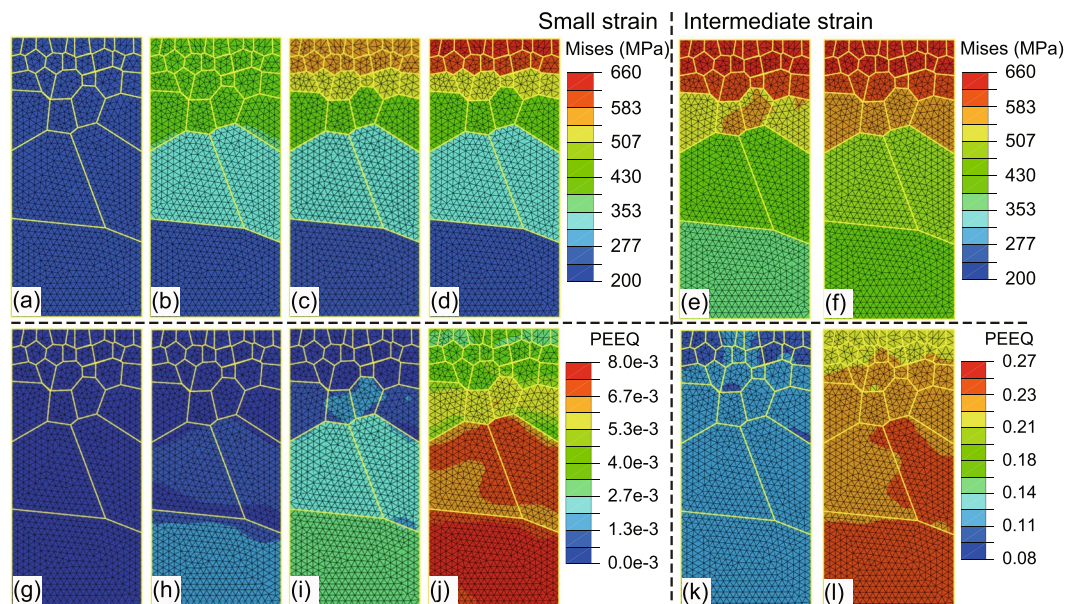 Small strain
Intermediate strain
Mises (MPa)
660
583
507
430
353
277
200
Mises (MPa)
660
583
507
430
353
277
200
(a)
(b)
(c)
(d)
(e)
(f)
PEEQ
8.0e-3
6.7e-3
5.3e-3
4.0e-3
2.7e-3
1.3e-3
0.0e-3
PEEQ
0.27
0.23
0.21
0.18
0.14
0.11
0.08
(g)
(h)
(i)
(j)
(k)
(l)